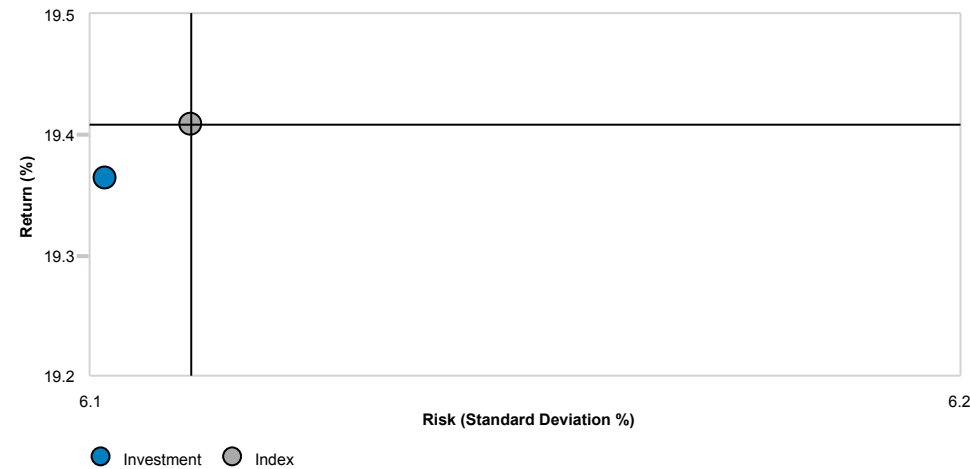 19.5
19.4
19.3
19.2
Return (%)
6.1
6.2
Risk (Standard Deviation %)
Investment
Index